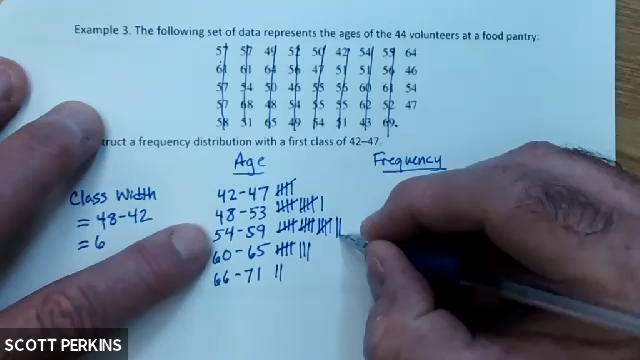 Example 3. The following set of data represents the ages of the 44 volunteers at a food pantry:
57 57 49 52 50 42 54 59 64
61 61 64 56 47 51 51 56 46
57 54 50 46 55 56 60 61 54
57 68 48 54 55 55 62 52 47
58 51 65 49 54 51 43 69.
truct a frequency distribution with a first class of 42–47.
Age Frequency
Class Width
= 48-42
= 6
42-47
48-53
54-59
60-65
66-71
SCOTT PERKINS